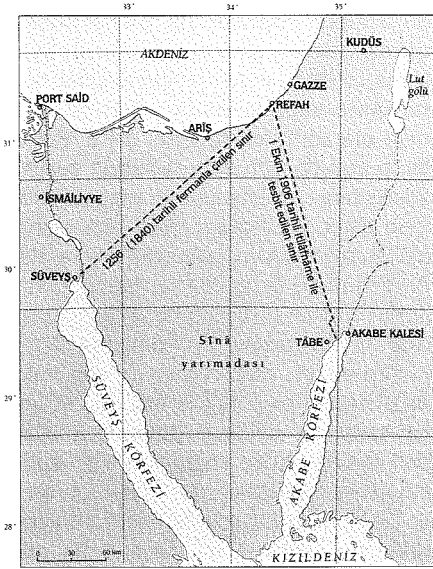 33 34 35
KUDÜS
AKDENİZ
GAZZE
Lut
gölü
PORT SAİD
REFAH
ARİŞ
31°
1256 (1840) tarihli fermanla çizilen sınır
1 Ekim 1906 tarihli itilâfnâme ile
tesbit edilen sınır
İSMÂİLİYYE
30°
SÜVEYŞ
Sînâ
yarımadası
TÂBE
AKABE KALESİ
29°
SÜVEYŞ KÖRFEZİ
AKABE KÖRFEZİ
28°
0 30 60 km
KIZILDENİZ